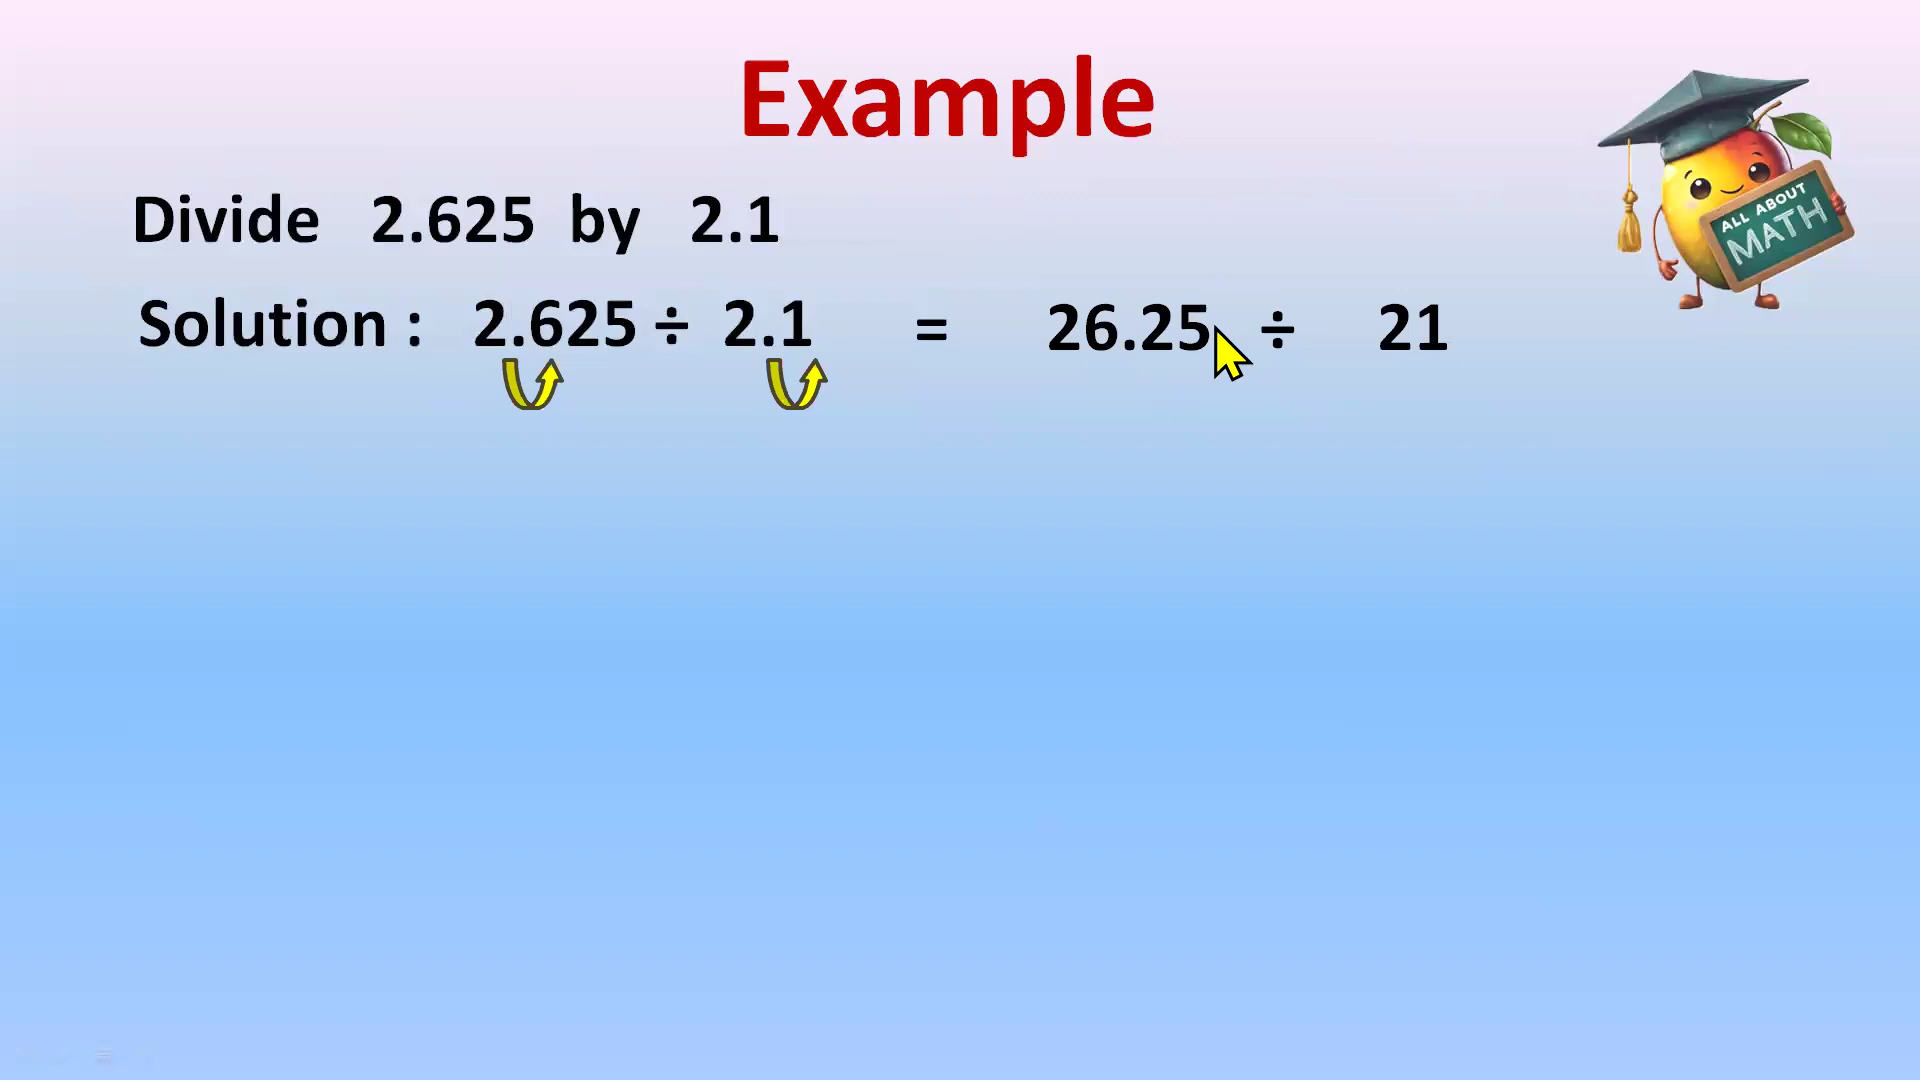 Example
Divide 2.625 by 2.1
Solution : 2.625 ÷ 2.1 = 26.25 ÷ 21
ALL ABOUT
MATH